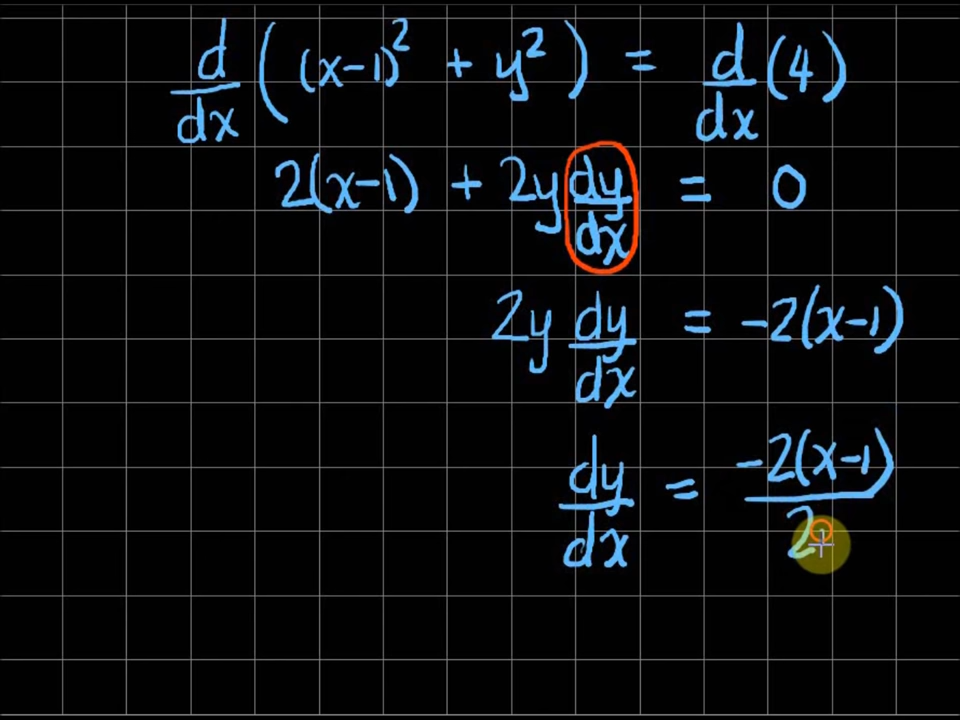 d/dx ((x-1)² + y²) = d/dx (4)
2(x-1) + 2y dy/dx = 0
2y dy/dx = -2(x-1)
dy/dx = -2(x-1)/2